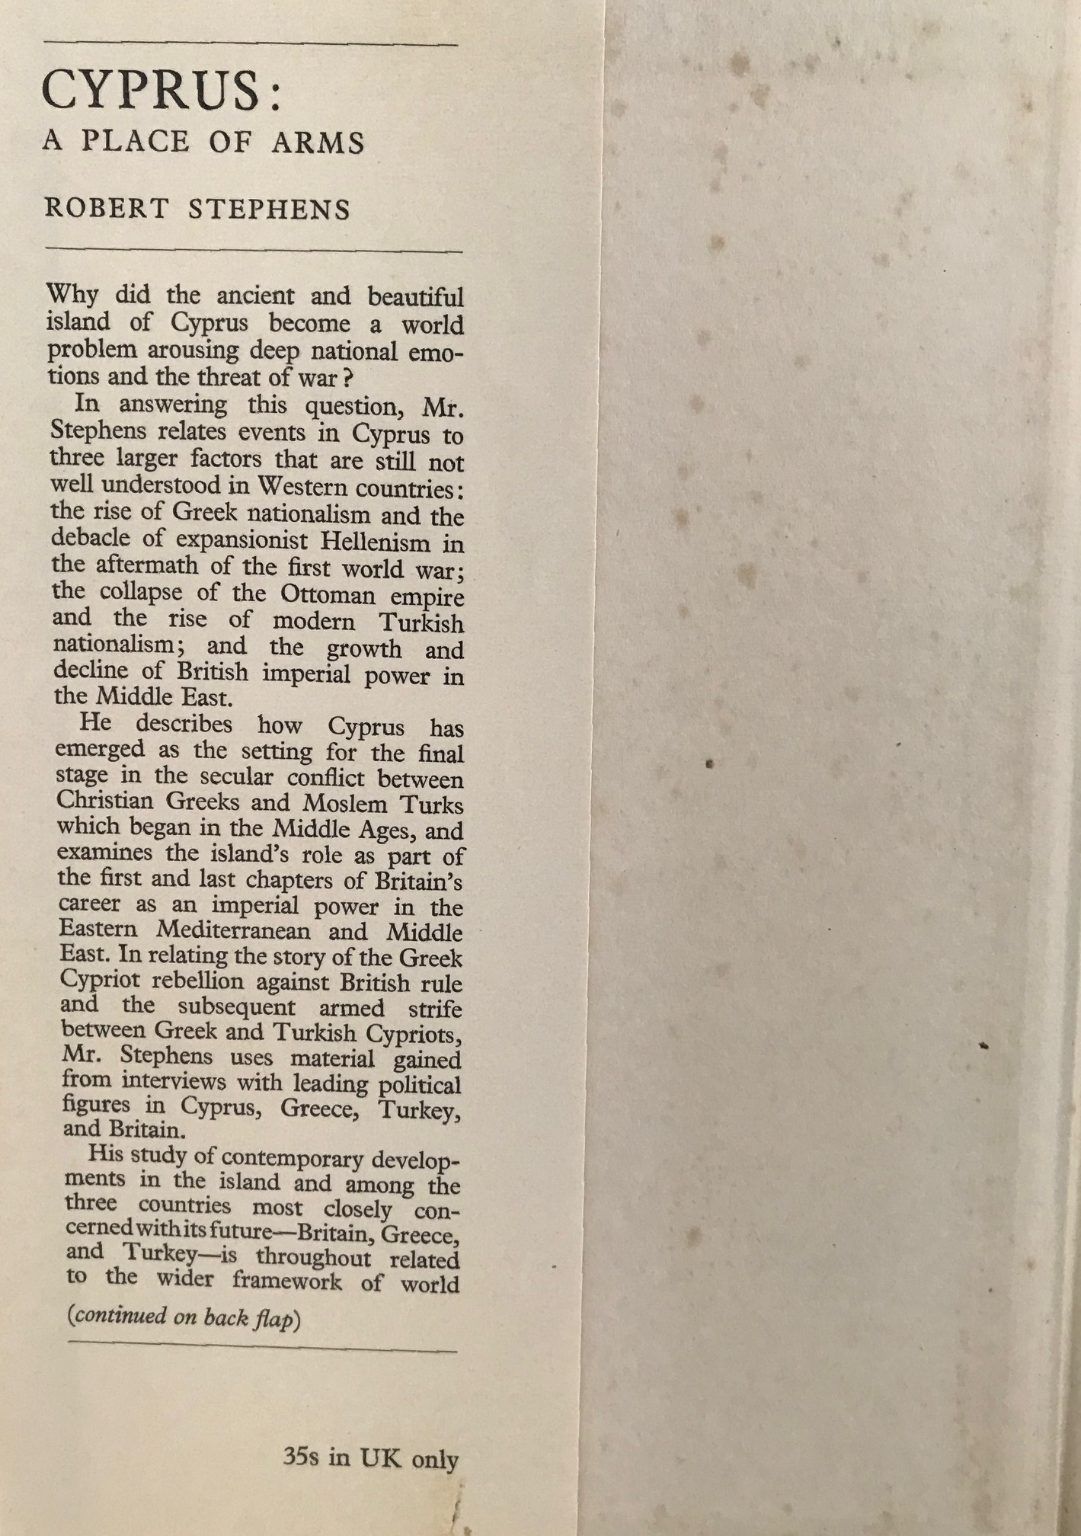 CYPRUS:
A PLACE OF ARMS
ROBERT STEPHENS
Why did the ancient and beautiful
island of Cyprus become a world
problem arousing deep national emo-
tions and the threat of war?
In answering this question, Mr.
Stephens relates events in Cyprus to
three larger factors that are still not
well understood in Western countries:
the rise of Greek nationalism and the
debacle of expansionist Hellenism in
the aftermath of the first world war;
the collapse of the Ottoman empire
and the rise of modern Turkish
nationalism; and the growth and
decline of British imperial power in
the Middle East.
He describes how Cyprus has
emerged as the setting for the final
stage in the secular conflict between
Christian Greeks and Moslem Turks
which began in the Middle Ages, and
examines the island's role as part of
the first and last chapters of Britain's
career as an imperial power in the
Eastern Mediterranean and Middle
East. In relating the story of the Greek
Cypriot rebellion against British rule
and the subsequent armed strife
between Greek and Turkish Cypriots,
Mr. Stephens uses material gained
from interviews with leading political
figures in Cyprus, Greece, Turkey,
and Britain.
His study of contemporary develop-
ments in the island and among the
three countries most closely con-
cerned with its future—Britain, Greece,
and Turkey—is throughout related
to the wider framework of world
(continued on back flap)
35s in UK only